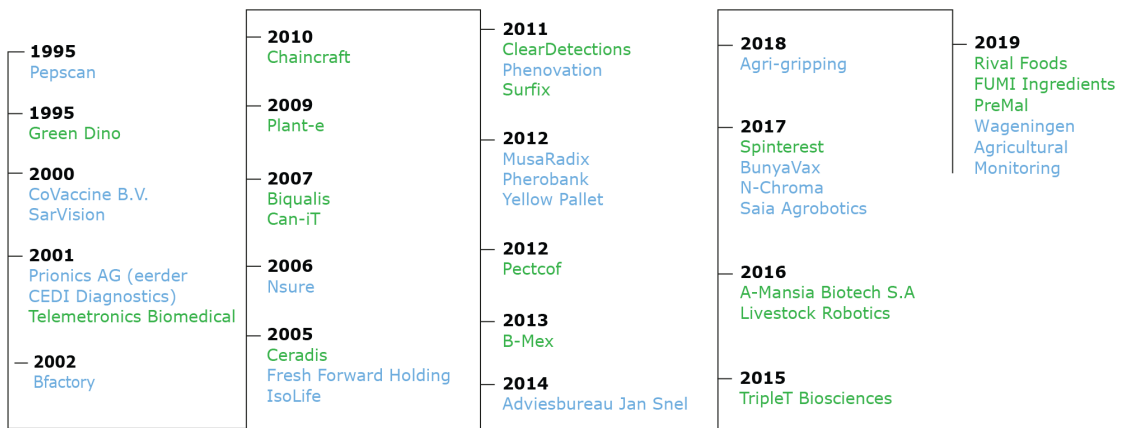 1995
Pepscan
1995
Green Dino
2000
CoVaccine B.V.
SarVision
2001
Prionics AG (eerder
CEDI Diagnostics)
Telemetronics Biomedical
2002
Bfactory
2010
Chaincraft
2009
Plant-e
2007
Biqualis
Can-iT
2006
Nsure
2005
Ceradis
Fresh Forward Holding
IsoLife
2011
ClearDetections
Phenovation
Surfix
2012
MusaRadix
Pherobank
Yellow Pallet
2012
Pectcof
2013
B-Mex
2014
Adviesbureau Jan Snel
2018
Agri-gripping
2017
Spinterest
BunyaVax
N-Chroma
Saia Agrobotics
2016
A-Mansia Biotech S.A
Livestock Robotics
2015
TripleT Biosciences
2019
Rival Foods
FUMI Ingredients
PreMal
Wageningen
Agricultural
Monitoring